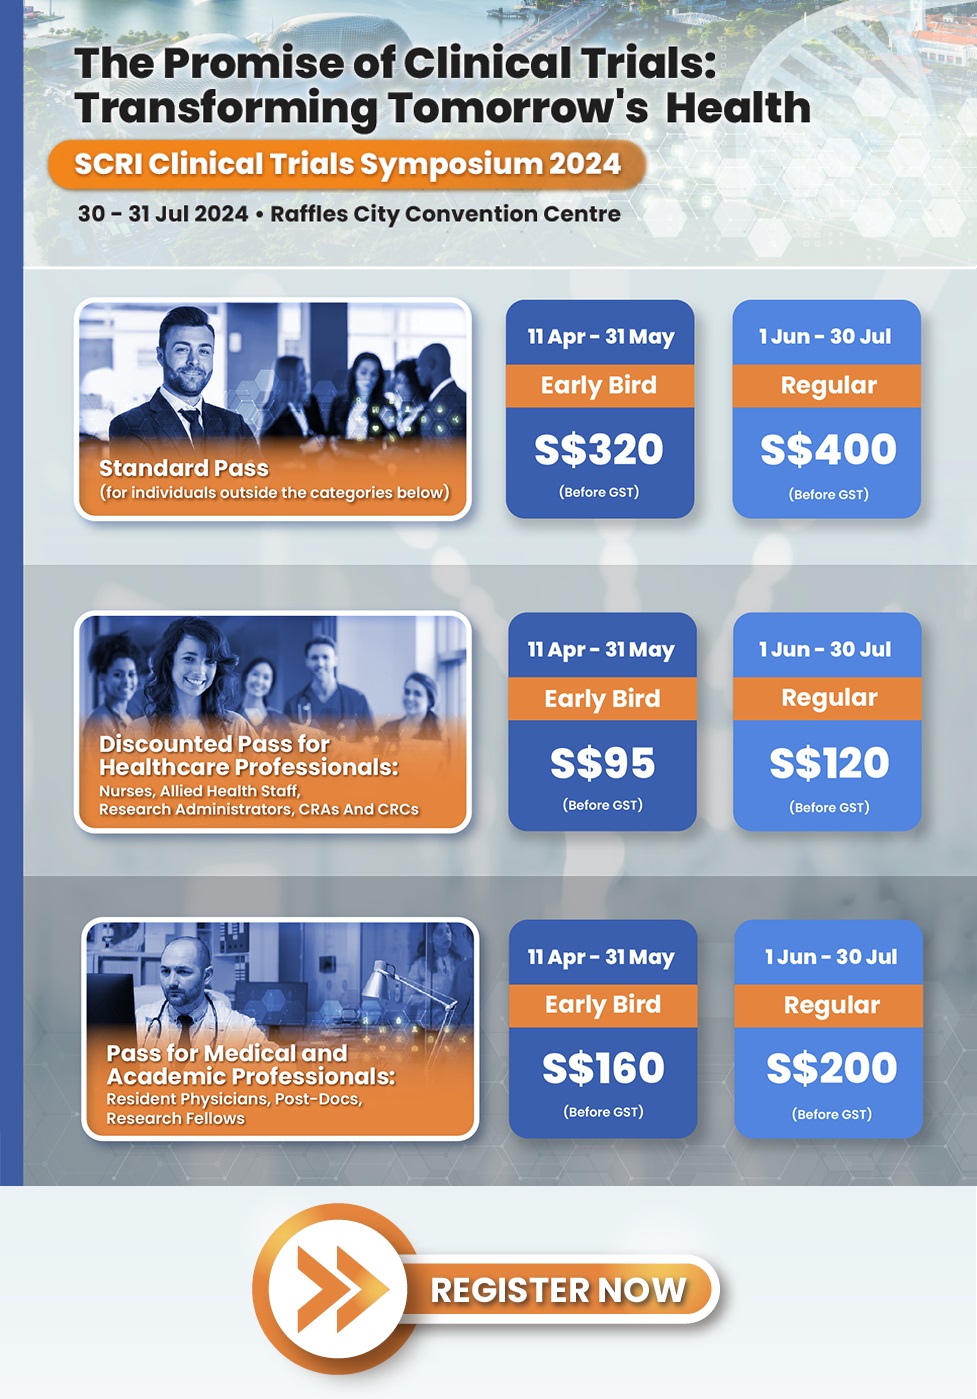 The Promise of Clinical Trials:
Transforming Tomorrow's Health
SCRI Clinical Trials Symposium 2024
30 - 31 Jul 2024 • Raffles City Convention Centre
Standard Pass
(for individuals outside the categories below)
11 Apr - 31 May
Early Bird
S$320
(Before GST)
1 Jun - 30 Jul
Regular
S$400
(Before GST)
Discounted Pass for
Healthcare Professionals:
Nurses, Allied Health Staff,
Research Administrators, CRAs And CRCs
11 Apr - 31 May
Early Bird
S$95
(Before GST)
1 Jun - 30 Jul
Regular
S$120
(Before GST)
Pass for Medical and
Academic Professionals:
Resident Physicians, Post-Docs,
Research Fellows
11 Apr - 31 May
Early Bird
S$160
(Before GST)
1 Jun - 30 Jul
Regular
S$200
(Before GST)
REGISTER NOW